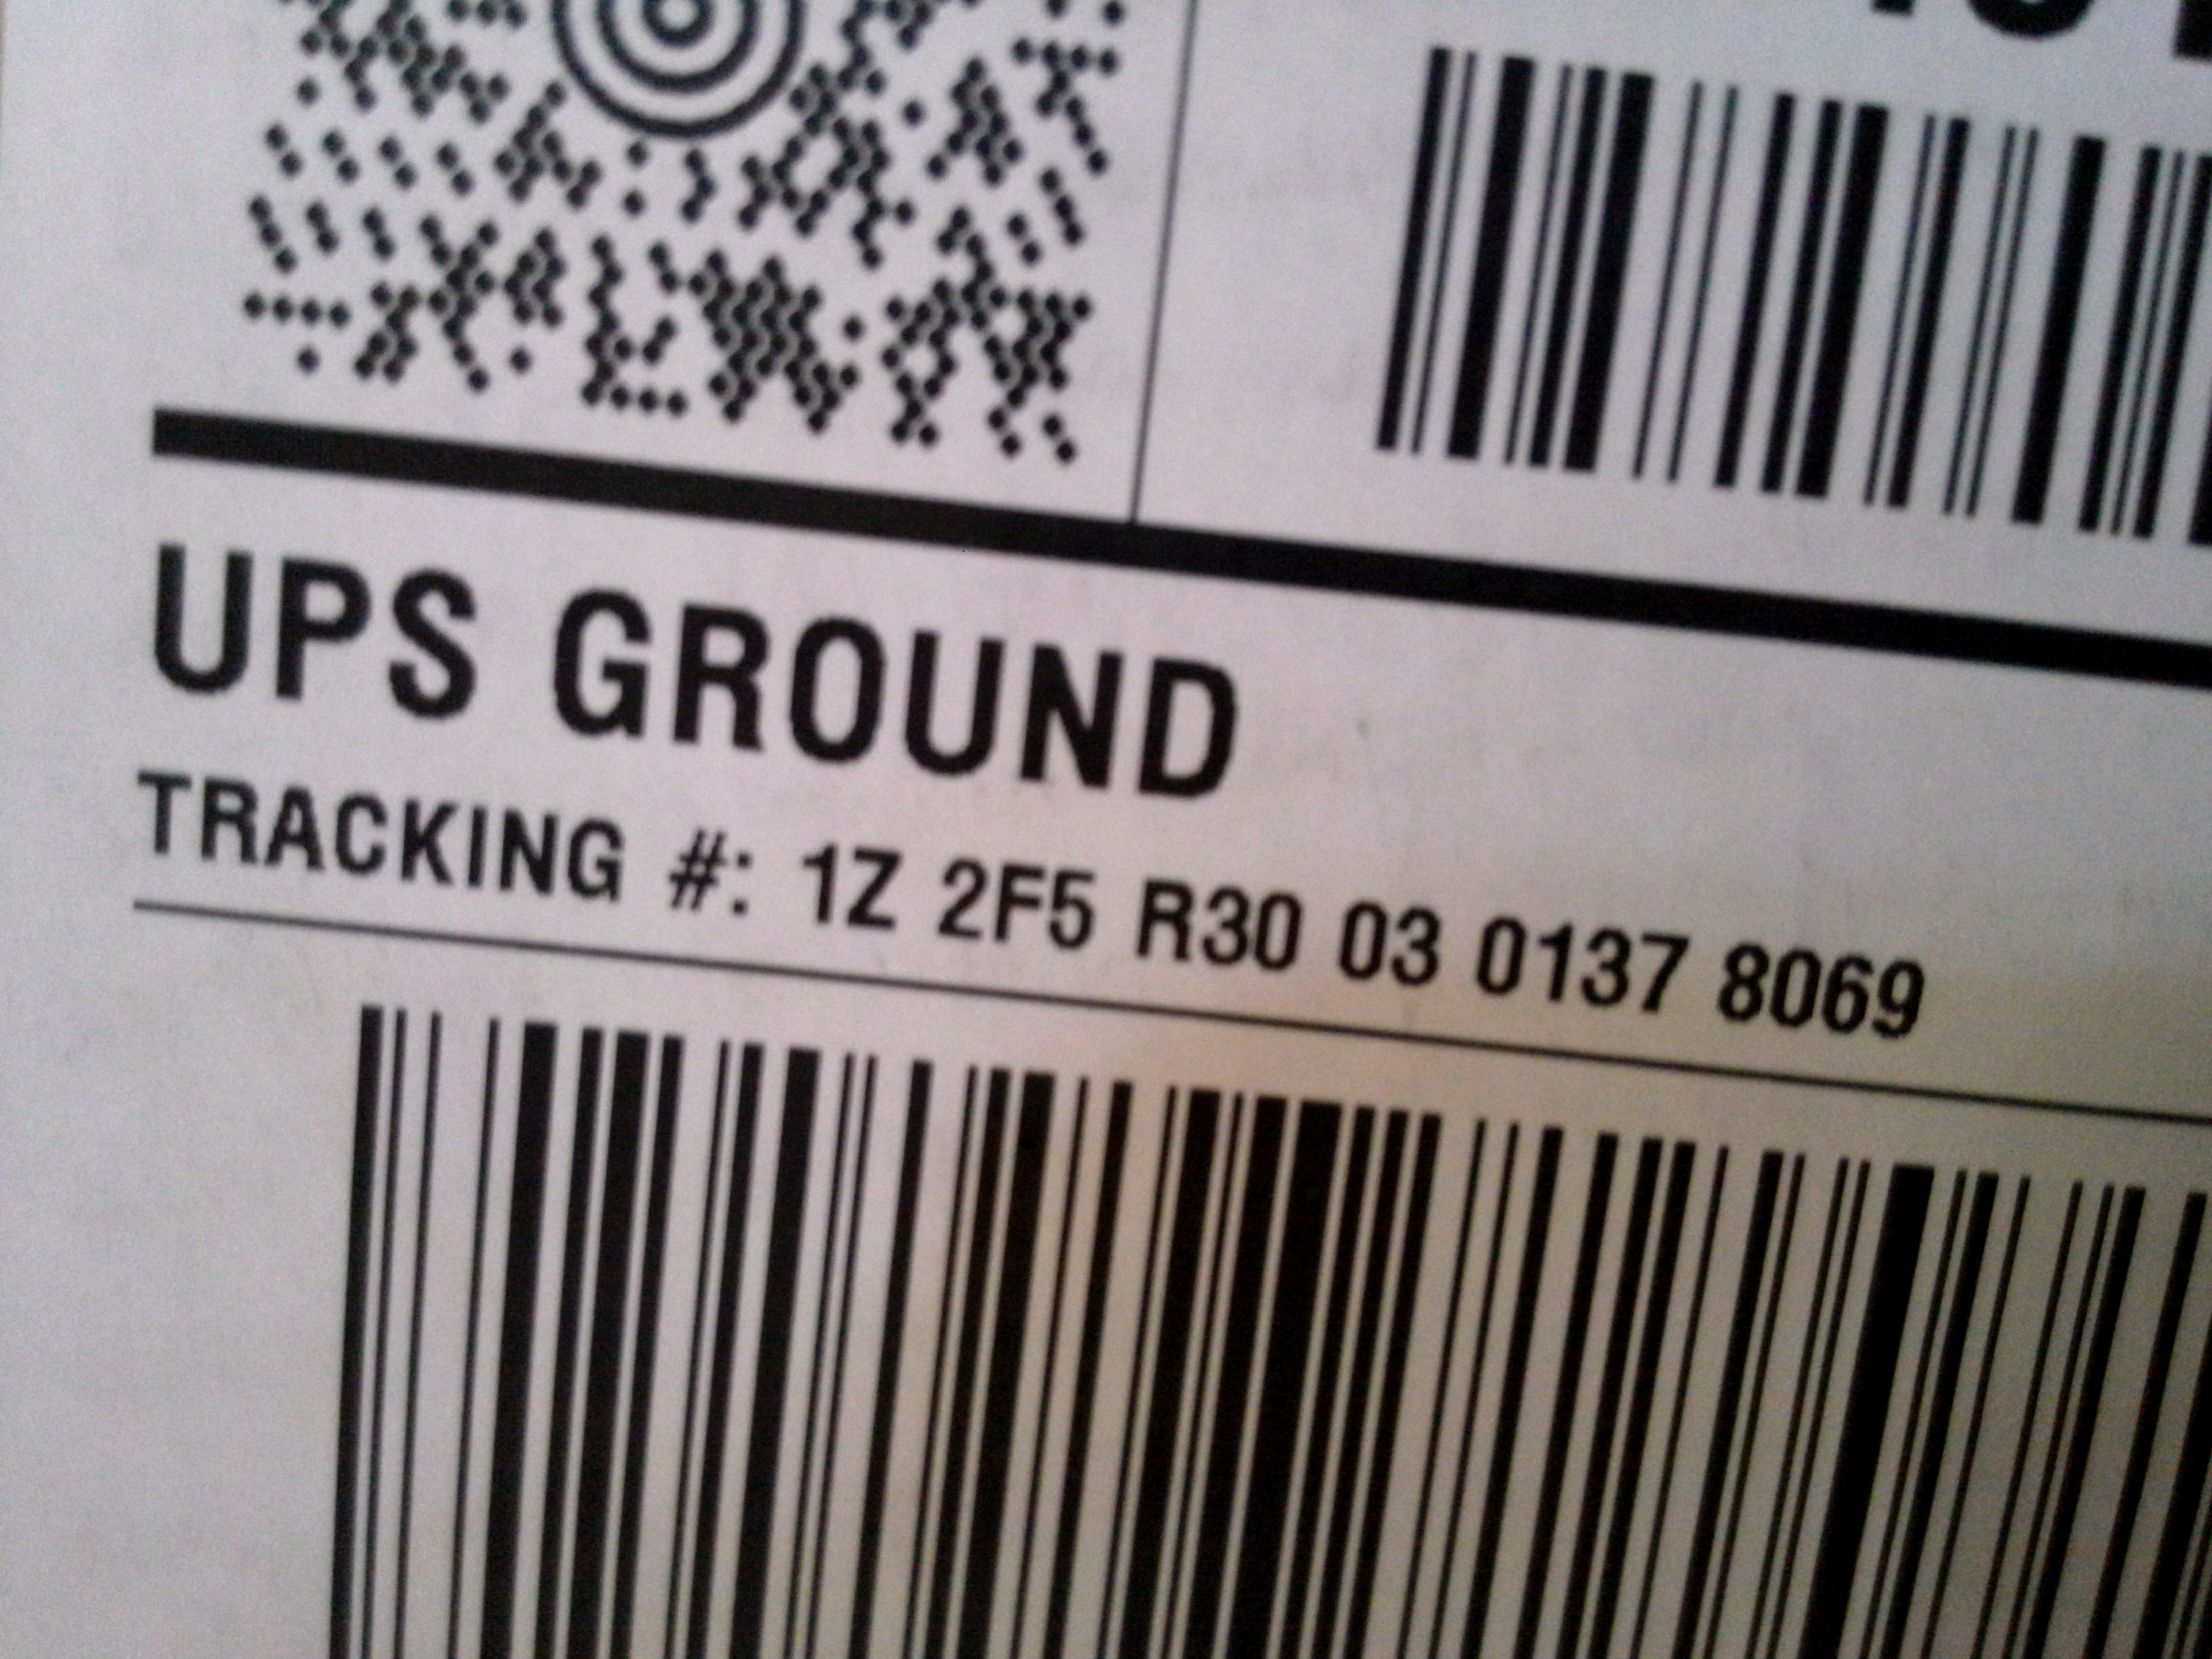 UPS GROUND
TRACKING #: 1Z 2F5 R30 03 0137 8069